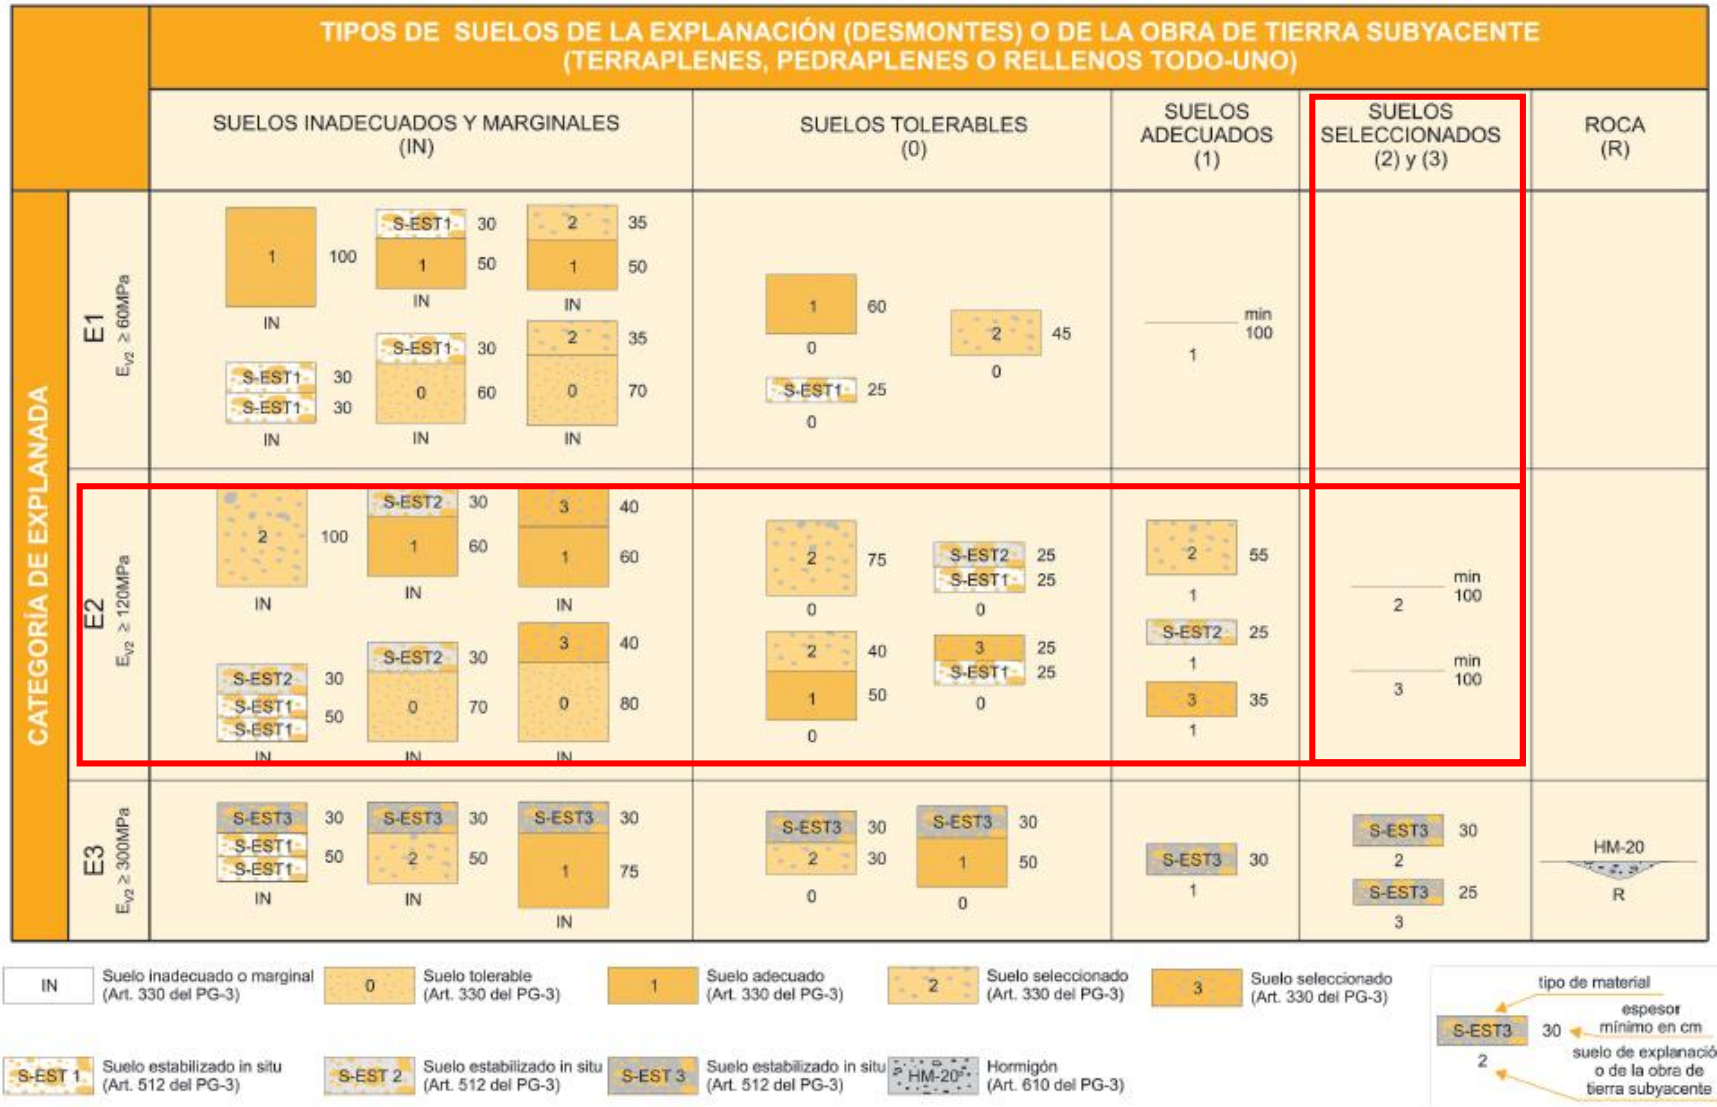 TIPOS DE SUELOS DE LA EXPLANACIÓN (DESMONTES) O DE LA OBRA DE TIERRA SUBYACENTE
(TERRAPLENES, PEDRAPLENES O RELLENOS TODO-UNO)
SUELOS INADECUADOS Y MARGINALES
(IN)
SUELOS TOLERABLES
(0)
SUELOS
ADECUADOS
(1)
SUELOS
SELECCIONADOS
(2) y (3)
ROCA
(R)
CATEGORÍA DE EXPLANADA
E1
EV2 ≥ 60MPa
1 100
IN
S-EST1 30
1 50
IN
2 35
1 50
IN
S-EST1 30
S-EST1 30
IN
S-EST1 30
0 60
IN
2 35
0 70
IN
1 60
0
2 45
0
S-EST1 25
0
min
100
1
E2
EV2 ≥ 120MPa
2 100
IN
S-EST2 30
1 60
IN
3 40
1 60
IN
S-EST2 30
S-EST1 50
S-EST1
IN
S-EST2 30
0 70
IN
3 40
0 80
IN
2 75
0
S-EST2 25
S-EST1 25
0
2 40
1 50
0
3 25
S-EST1 25
0
2 55
1
S-EST2 25
1
3 35
1
min
100
2
min
100
3
E3
EV2 ≥ 300MPa
S-EST3 30
S-EST1 50
S-EST1
IN
S-EST3 30
2 50
IN
S-EST3 30
1 75
IN
S-EST3 30
2 30
0
S-EST3 30
1 50
0
S-EST3 30
1
S-EST3 30
2
S-EST3 25
3
HM-20
R
IN Suelo inadecuado o marginal
(Art. 330 del PG-3)
0 Suelo tolerable
(Art. 330 del PG-3)
1 Suelo adecuado
(Art. 330 del PG-3)
2 Suelo seleccionado
(Art. 330 del PG-3)
3 Suelo seleccionado
(Art. 330 del PG-3)
S-EST 1 Suelo estabilizado in situ
(Art. 512 del PG-3)
S-EST 2 Suelo estabilizado in situ
(Art. 512 del PG-3)
S-EST 3 Suelo estabilizado in situ
(Art. 512 del PG-3)
HM-20 Hormigón
(Art. 610 del PG-3)
tipo de material
S-EST3 30
espesor
mínimo en cm
2
suelo de explanació
o de la obra de
tierra subyacente